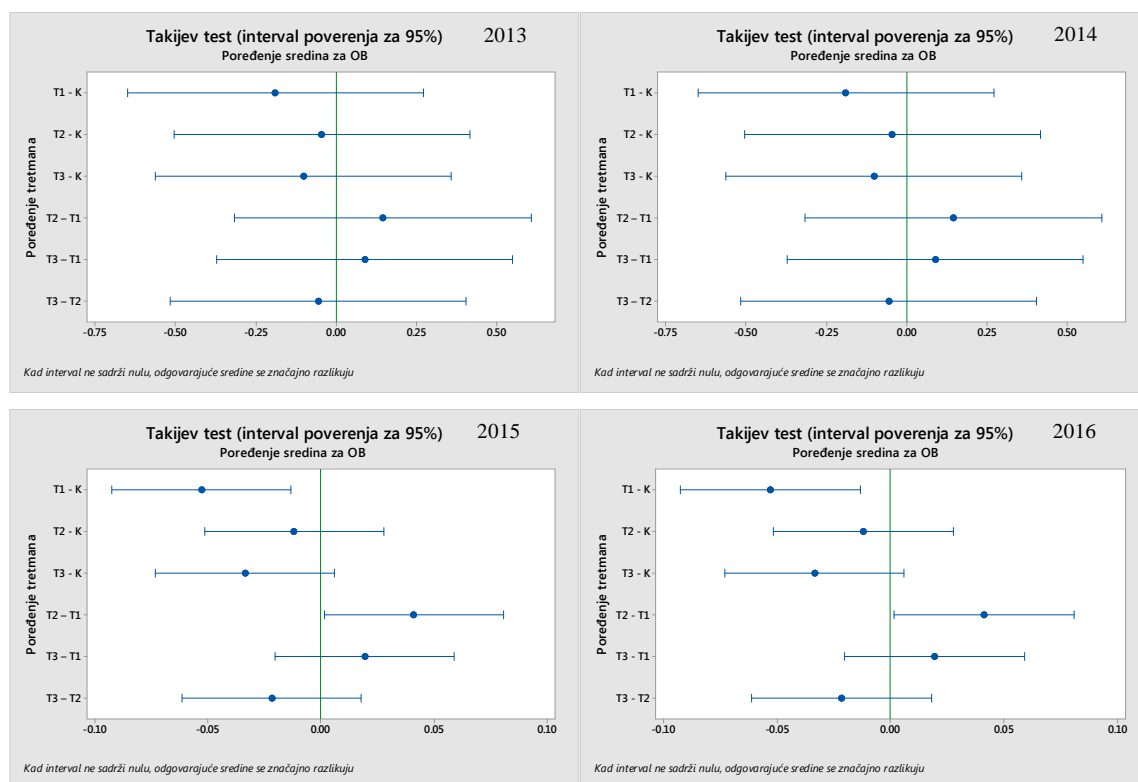 Takijev test (interval poverenja za 95%) 2013
Poređenje sredina za OB
Poređenje tretmana
T1 - K
T2 - K
T3 - K
T2 – T1
T3 – T1
T3 – T2
-0.75 -0.50 -0.25 0.00 0.25 0.50
Kad interval ne sadrži nulu, odgovarajuće sredine se značajno razlikuju
Takijev test (interval poverenja za 95%) 2014
Poređenje sredina za OB
Poređenje tretmana
T1 - K
T2 - K
T3 - K
T2 – T1
T3 – T1
T3 – T2
-0.75 -0.50 -0.25 0.00 0.25 0.50
Kad interval ne sadrži nulu, odgovarajuće sredine se značajno razlikuju
Takijev test (interval poverenja za 95%) 2015
Poređenje sredina za OB
Poređenje tretmana
T1 - K
T2 - K
T3 - K
T2 – T1
T3 – T1
T3 – T2
-0.10 -0.05 0.00 0.05 0.10
Kad interval ne sadrži nulu, odgovarajuće sredine se značajno razlikuju
Takijev test (interval poverenja za 95%) 2016
Poređenje sredina za OB
Poređenje tretmana
T1 - K
T2 - K
T3 - K
T2 - T1
T3 - T1
T3 - T2
-0.10 -0.05 0.00 0.05 0.10
Kad interval ne sadrži nulu, odgovarajuće sredine se značajno razlikuju